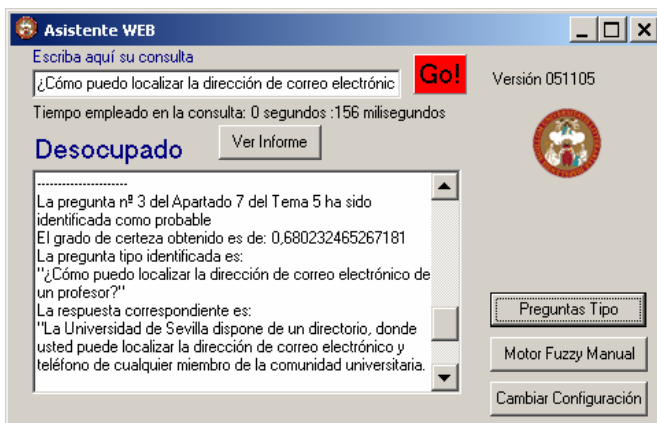 Asistente WEB
Escriba aquí su consulta
¿Cómo puedo localizar la dirección de correo electrónic
Go!
Versión 051105
Tiempo empleado en la consulta: 0 segundos :156 milisegundos
Desocupado
Ver Informe
----------------------
La pregunta nº 3 del Apartado 7 del Tema 5 ha sido
identificada como probable
El grado de certeza obtenido es de: 0,680232465267181
La pregunta tipo identificada es:
"¿Cómo puedo localizar la dirección de correo electrónico de
un profesor?"
La respuesta correspondiente es:
"La Universidad de Sevilla dispone de un directorio, donde
usted puede localizar la dirección de correo electrónico y
teléfono de cualquier miembro de la comunidad universitaria.
Preguntas Tipo
Motor Fuzzy Manual
Cambiar Configuración